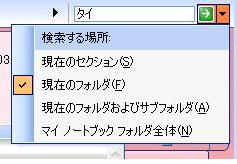 タイ
検索する場所:
03
現在のセクション(S)
現在のフォルダ(F)
現在のフォルダおよびサブフォルダ(A)
マイ ノートブック フォルダ全体(N)